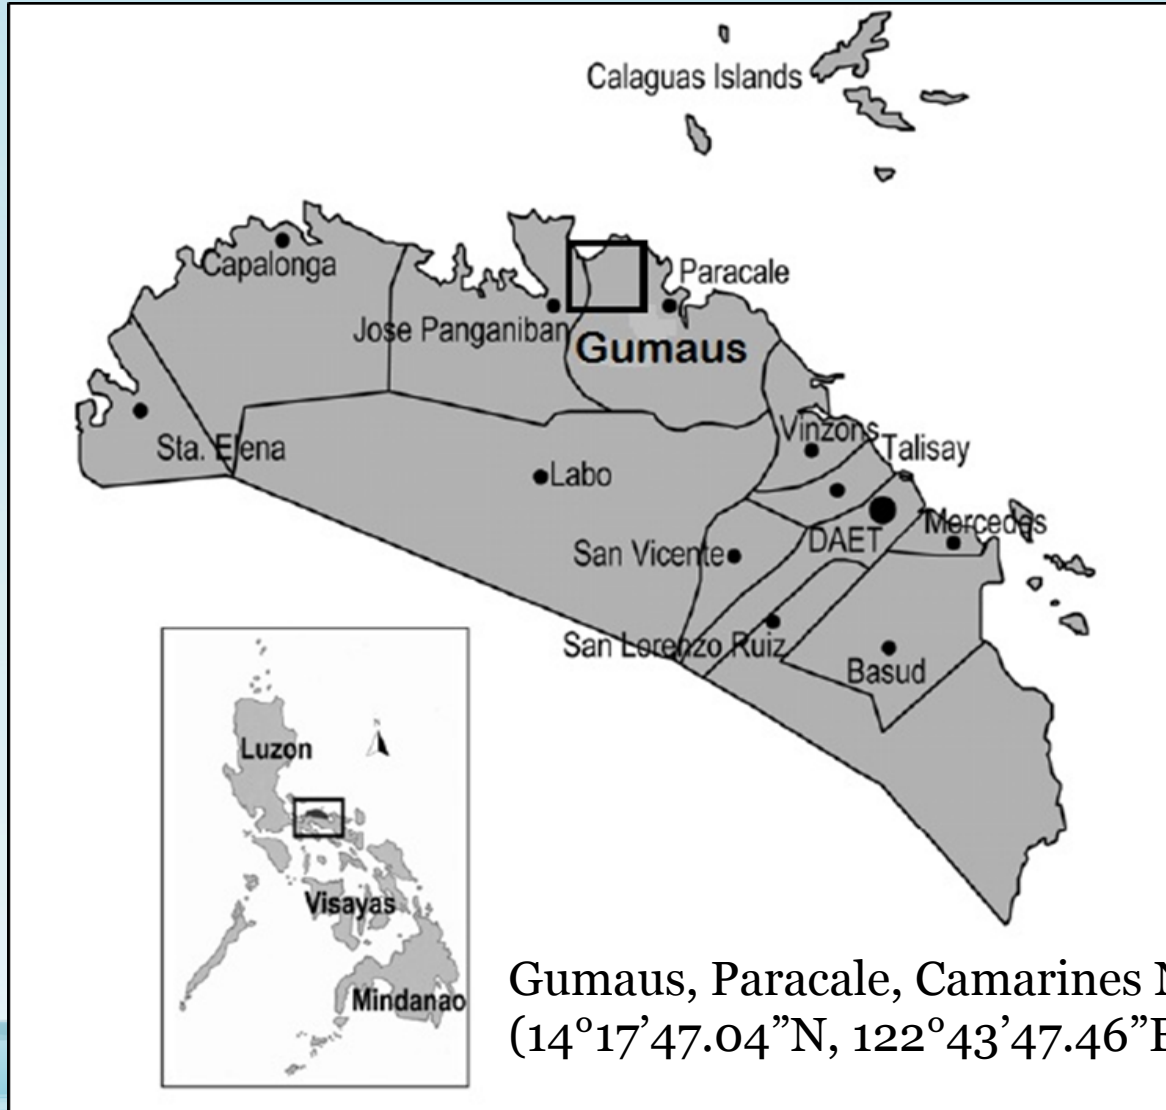 Calaguas Islands
Capalonga
Paracale
Jose Panganiban
Gumaus
Sta. Elena
Vinzons
Talisay
Labo
Mercedes
DAET
San Vicente
San Lorenzo Ruiz
Basud
N
Luzon
Visayas
Mindanao
Gumaus, Paracale, Camarines N
(14°17’47.04”N, 122°43’47.46”E